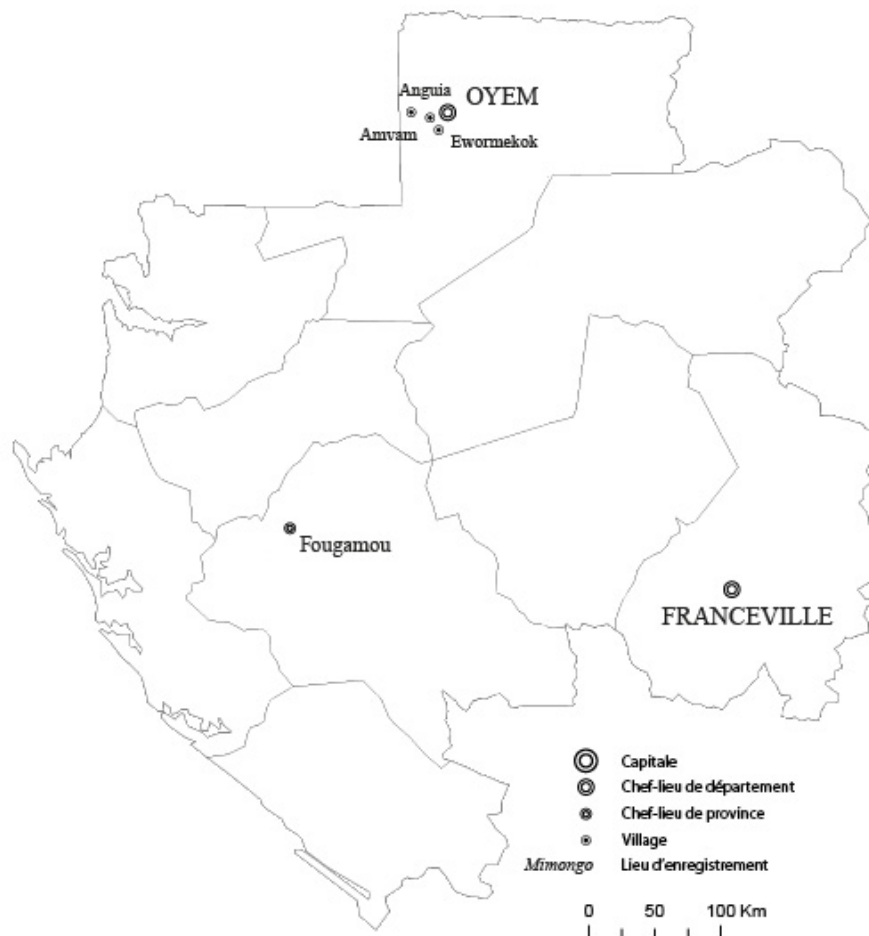 Anguia
OYEM
Amvam
Ewormekok
Fougamou
FRANCEVILLE
Capitale
Chef-lieu de département
Chef-lieu de province
Village
Mimongo Lieu d'enregistrement
0 50 100 Km